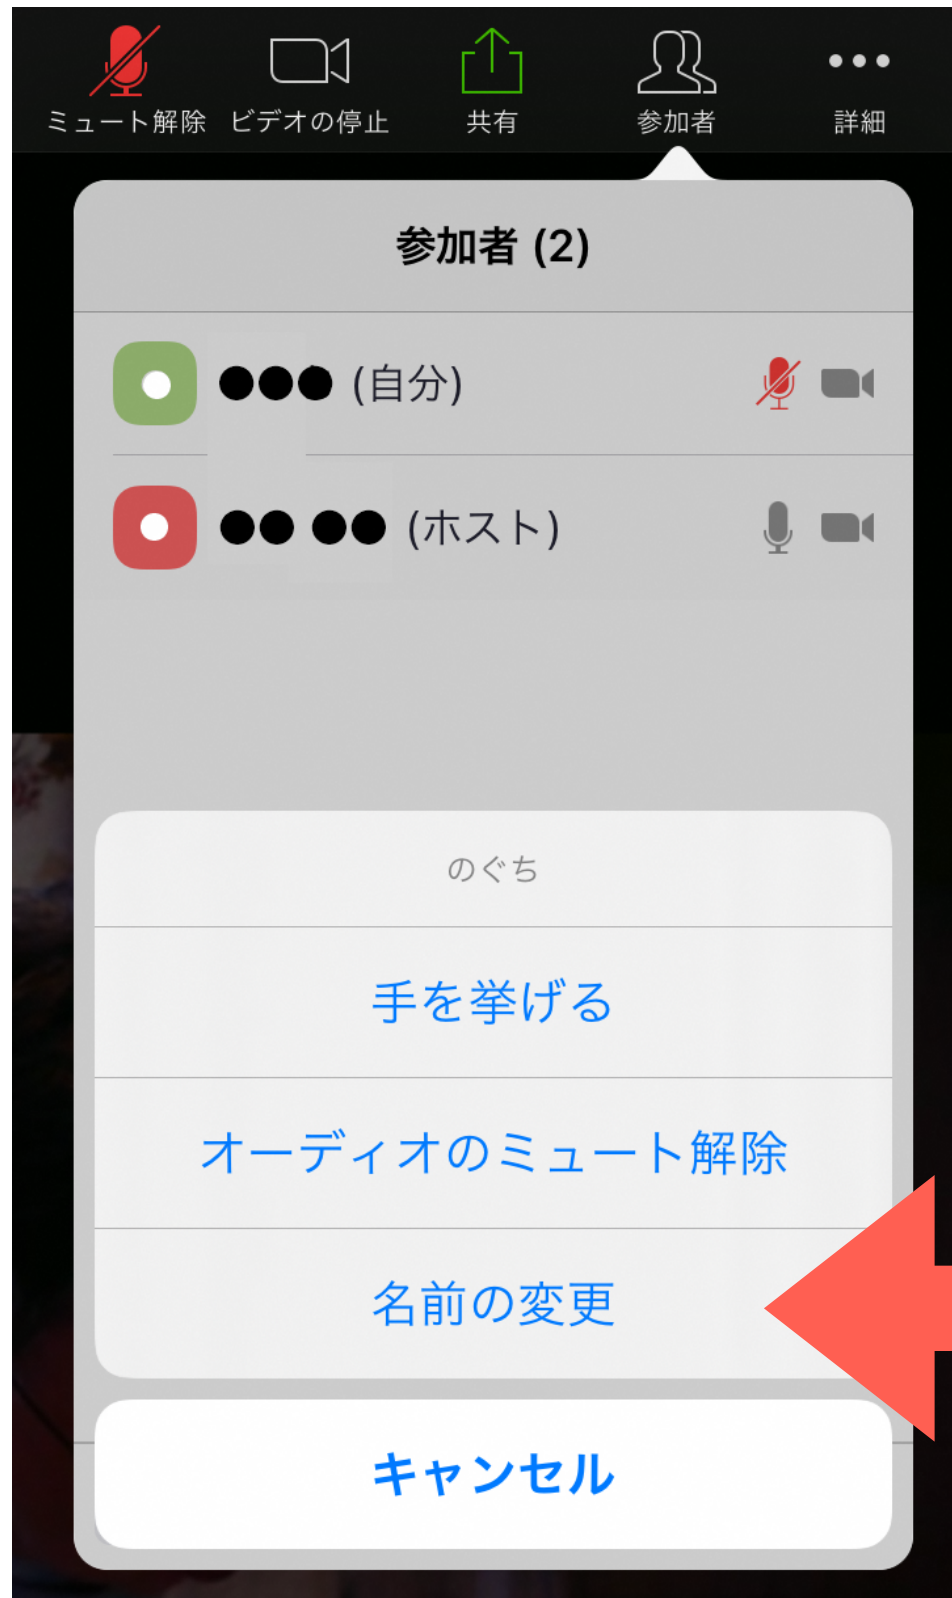 ミュート解除 ビデオの停止 共有 参加者 詳細
参加者 (2)
●●● (自分)
●● ●● (ホスト)
のぐち
手を挙げる
オーディオのミュート解除
名前の変更
キャンセル